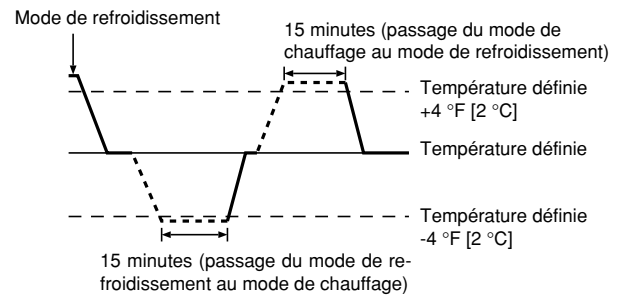 Mode de refroidissement
15 minutes (passage du mode de
chauffage au mode de refroidissement)
Température définie
+4 °F [2 °C]
Température définie
Température définie
-4 °F [2 °C]
15 minutes (passage du mode de re-
froidissement au mode de chauffage)